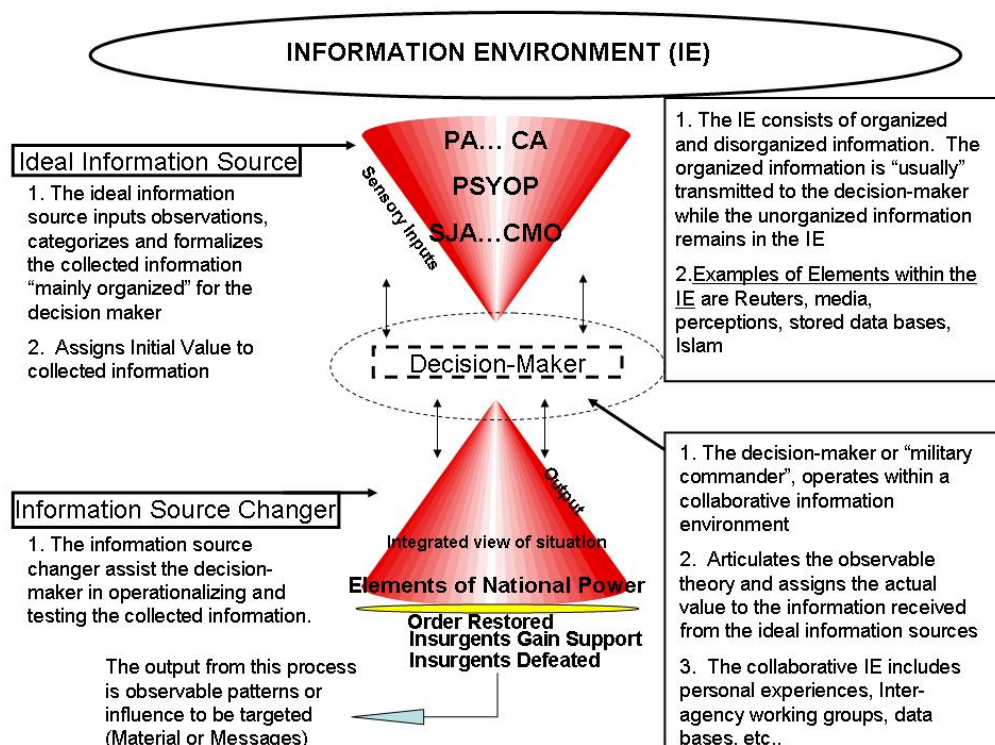 INFORMATION ENVIRONMENT (IE)
Ideal Information Source
1. The ideal information
source inputs observations,
categorizes and formalizes
the collected information
“mainly organized” for the
decision maker
2. Assigns Initial Value to
collected information
PA... CA
PSYOP
SJA...CMO
Sensory Inputs
1. The IE consists of organized
and disorganized information. The
organized information is “usually”
transmitted to the decision-maker
while the unorganized information
remains in the IE
2.Examples of Elements within the
IE are Reuters, media,
perceptions, stored data bases,
Islam
Decision-Maker
Information Source Changer
1. The information source
changer assist the decision-
maker in operationalizing and
testing the collected information.
Output
Integrated view of situation
Elements of National Power
Order Restored
Insurgents Gain Support
Insurgents Defeated
The output from this process
is observable patterns or
influence to be targeted
(Material or Messages)
1. The decision-maker or “military
commander”, operates within a
collaborative information
environment
2. Articulates the observable
theory and assigns the actual
value to the information received
from the ideal information sources
3. The collaborative IE includes
personal experiences, Inter-
agency working groups, data
bases, etc..